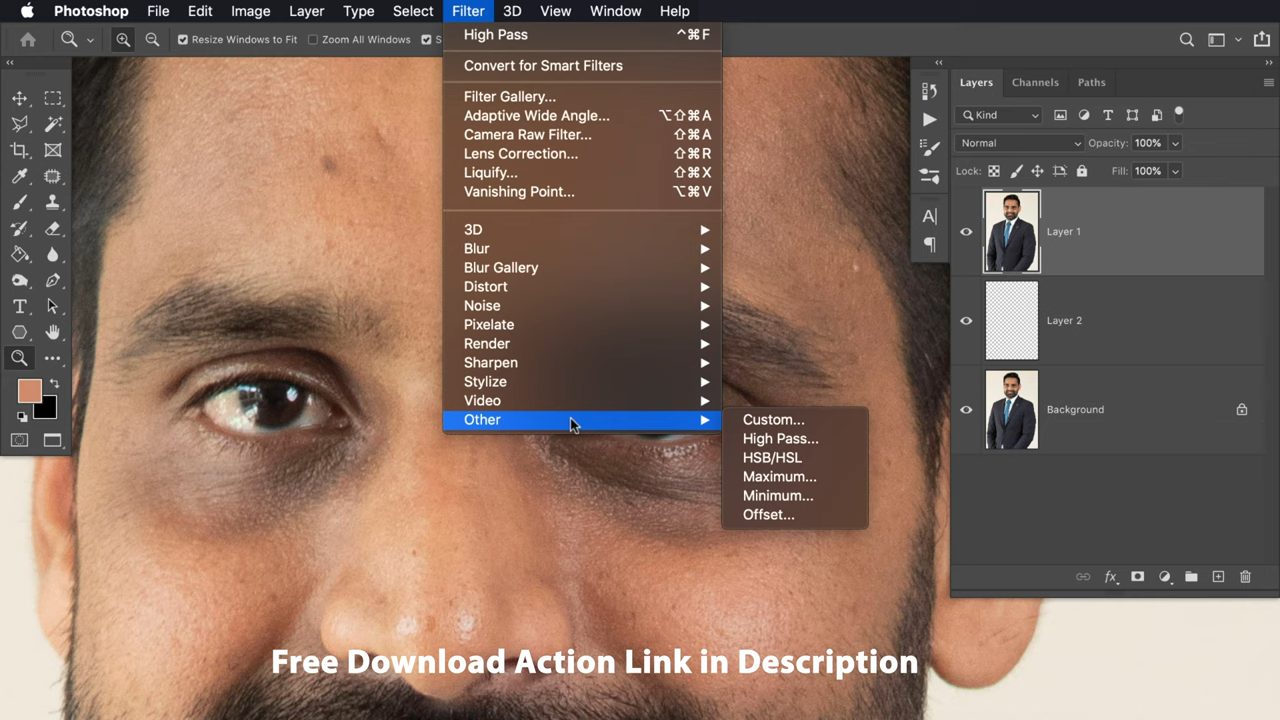 Photoshop File Edit Image Layer Type Select Filter 3D View Window Help
Resize Windows to Fit Zoom All Windows S
High Pass ^⌘F
Convert for Smart Filters
Filter Gallery...
Adaptive Wide Angle... ⌥⇧⌘A
Camera Raw Filter... ⇧⌘A
Lens Correction... ⇧⌘R
Liquify... ⇧⌘X
Vanishing Point... ⌥⌘V
3D
Blur
Blur Gallery
Distort
Noise
Pixelate
Render
Sharpen
Stylize
Video
Other
Custom...
High Pass...
HSB/HSL
Maximum...
Minimum...
Offset...
Layers Channels Paths
Kind
Normal Opacity: 100%
Lock: Fill: 100%
Layer 1
Layer 2
Background
fx
Free Download Action Link in Description